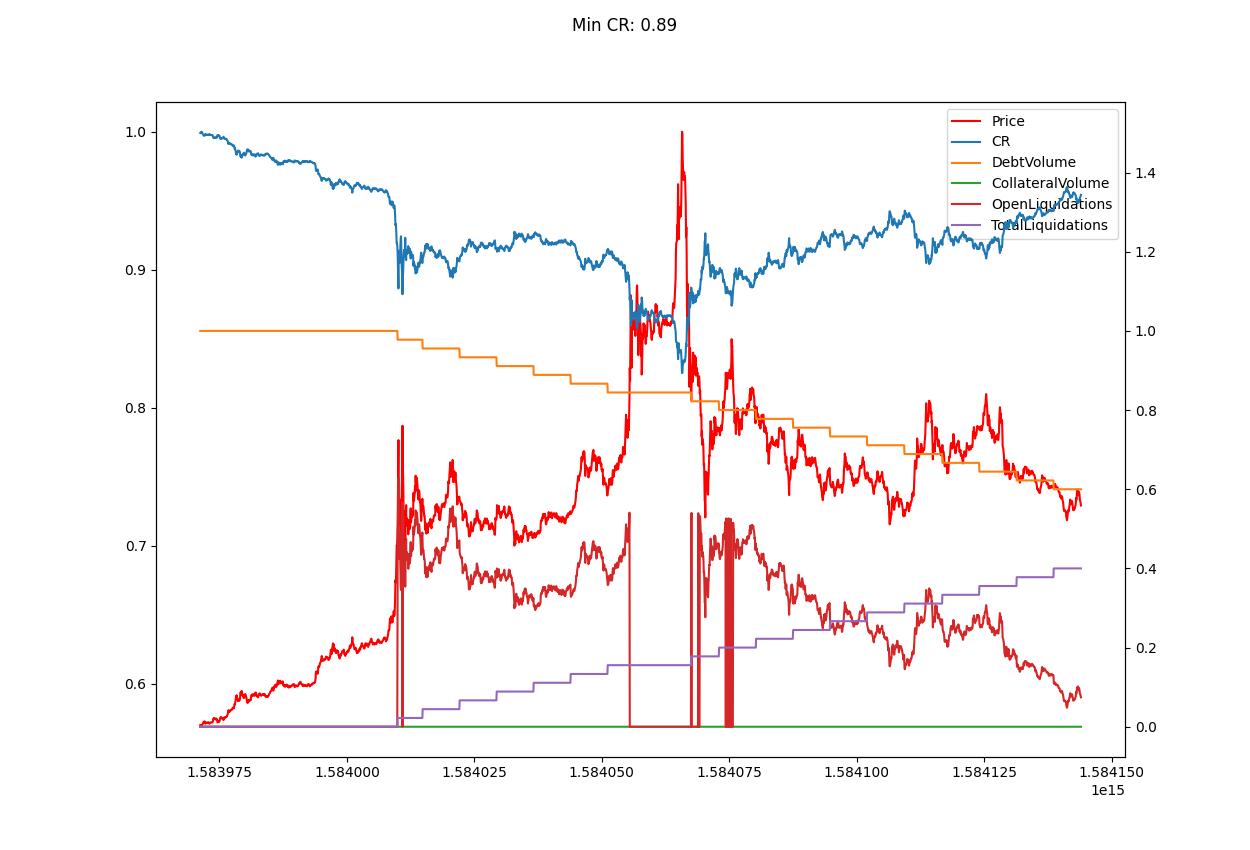 Min CR: 0.89
1.0
0.9
0.8
0.7
0.6
Price
CR
DebtVolume
CollateralVolume
OpenLiquidations
TotalLiquidations
1.4
1.2
1.0
0.8
0.6
0.4
0.2
0.0
1.583975 1.584000 1.584025 1.584050 1.584075 1.584100 1.584125 1.584150
1e15